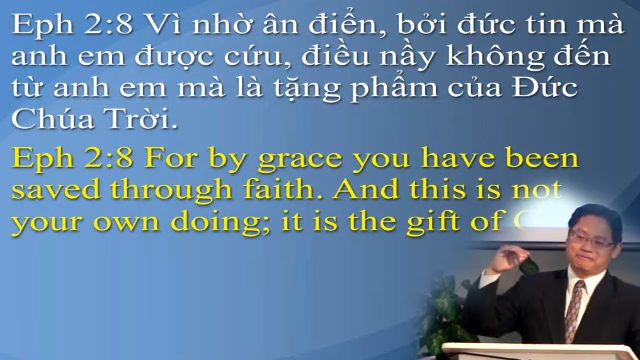 Eph 2:8 Vì nhờ ân điển, bởi đức tin mà
anh em được cứu, điều nầy không đến
từ anh em mà là tặng phẩm của Đức
Chúa Trời.
Eph 2:8 For by grace you have been
saved through faith. And this is not
your own doing; it is the gift of